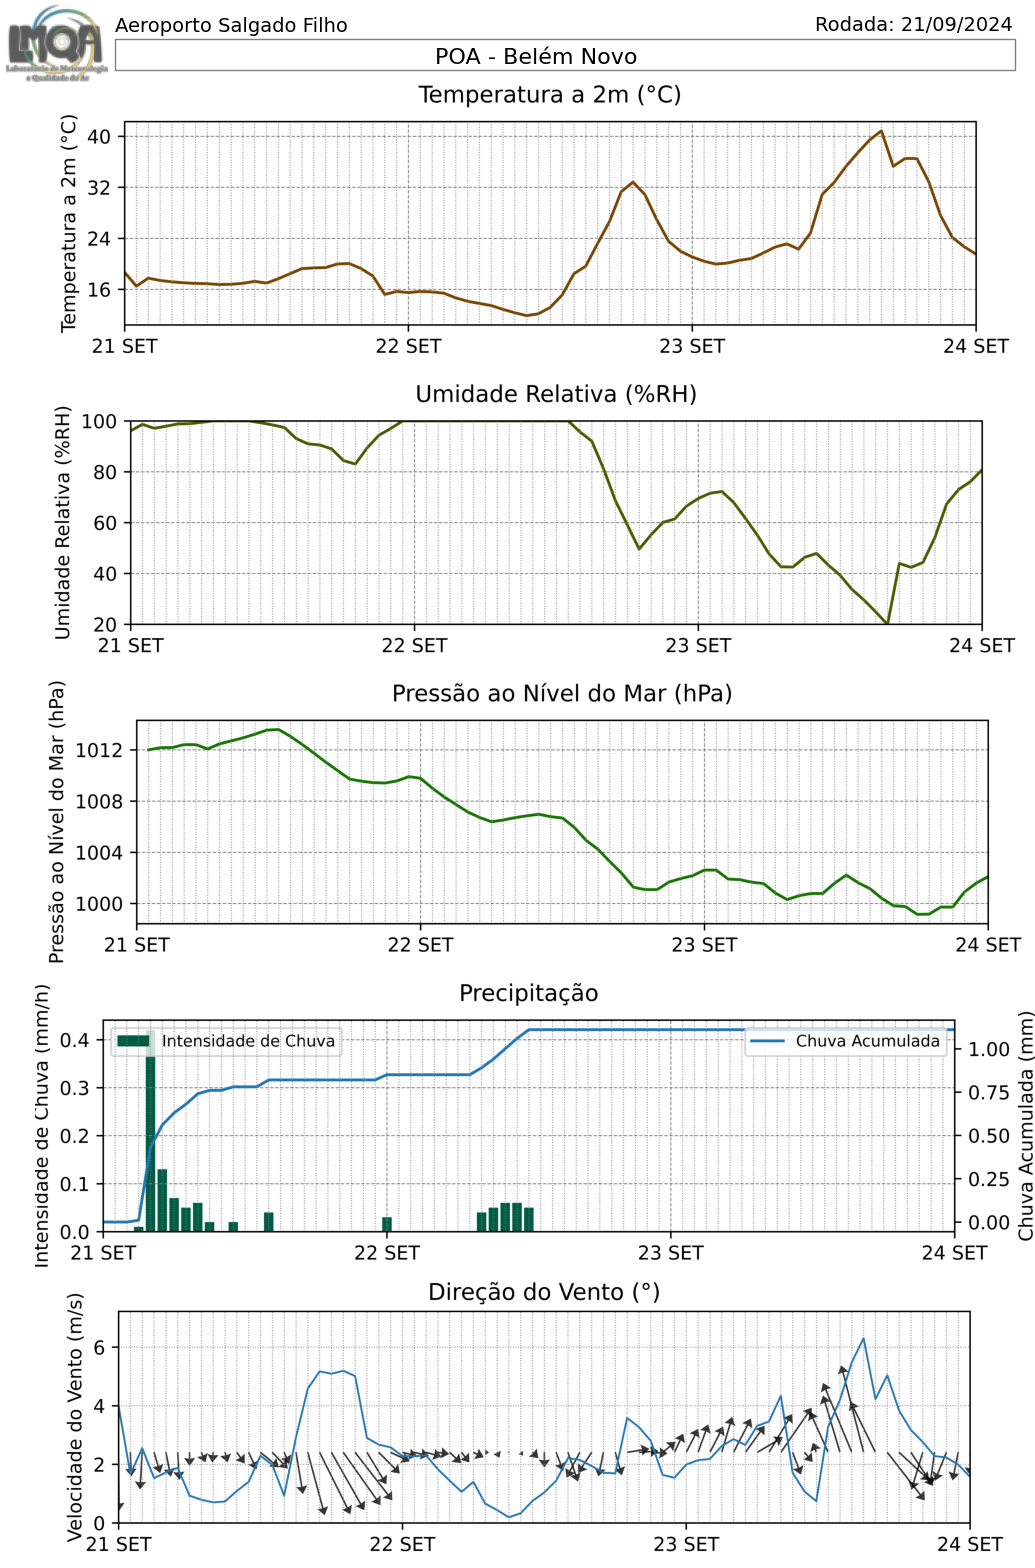 LMQA
Laboratório de Meteorologia
e Qualidade do Ar
Aeroporto Salgado Filho
Rodada: 21/09/2024
POA - Belém Novo
Temperatura a 2m (°C)
Temperatura a 2m (°C)
40
32
24
16
21 SET 22 SET 23 SET 24 SET
Umidade Relativa (%RH)
Umidade Relativa (%RH)
100
80
60
40
20
21 SET 22 SET 23 SET 24 SET
Pressão ao Nível do Mar (hPa)
Pressão ao Nível do Mar (hPa)
1012
1008
1004
1000
21 SET 22 SET 23 SET 24 SET
Precipitação
Intensidade de Chuva (mm/h)
0.4
0.3
0.2
0.1
0.0
Intensidade de Chuva
Chuva Acumulada
1.00
0.75
0.50
0.25
0.00
Chuva Acumulada (mm)
21 SET 22 SET 23 SET 24 SET
Direção do Vento (°)
Velocidade do Vento (m/s)
6
4
2
0
21 SET 22 SET 23 SET 24 SET